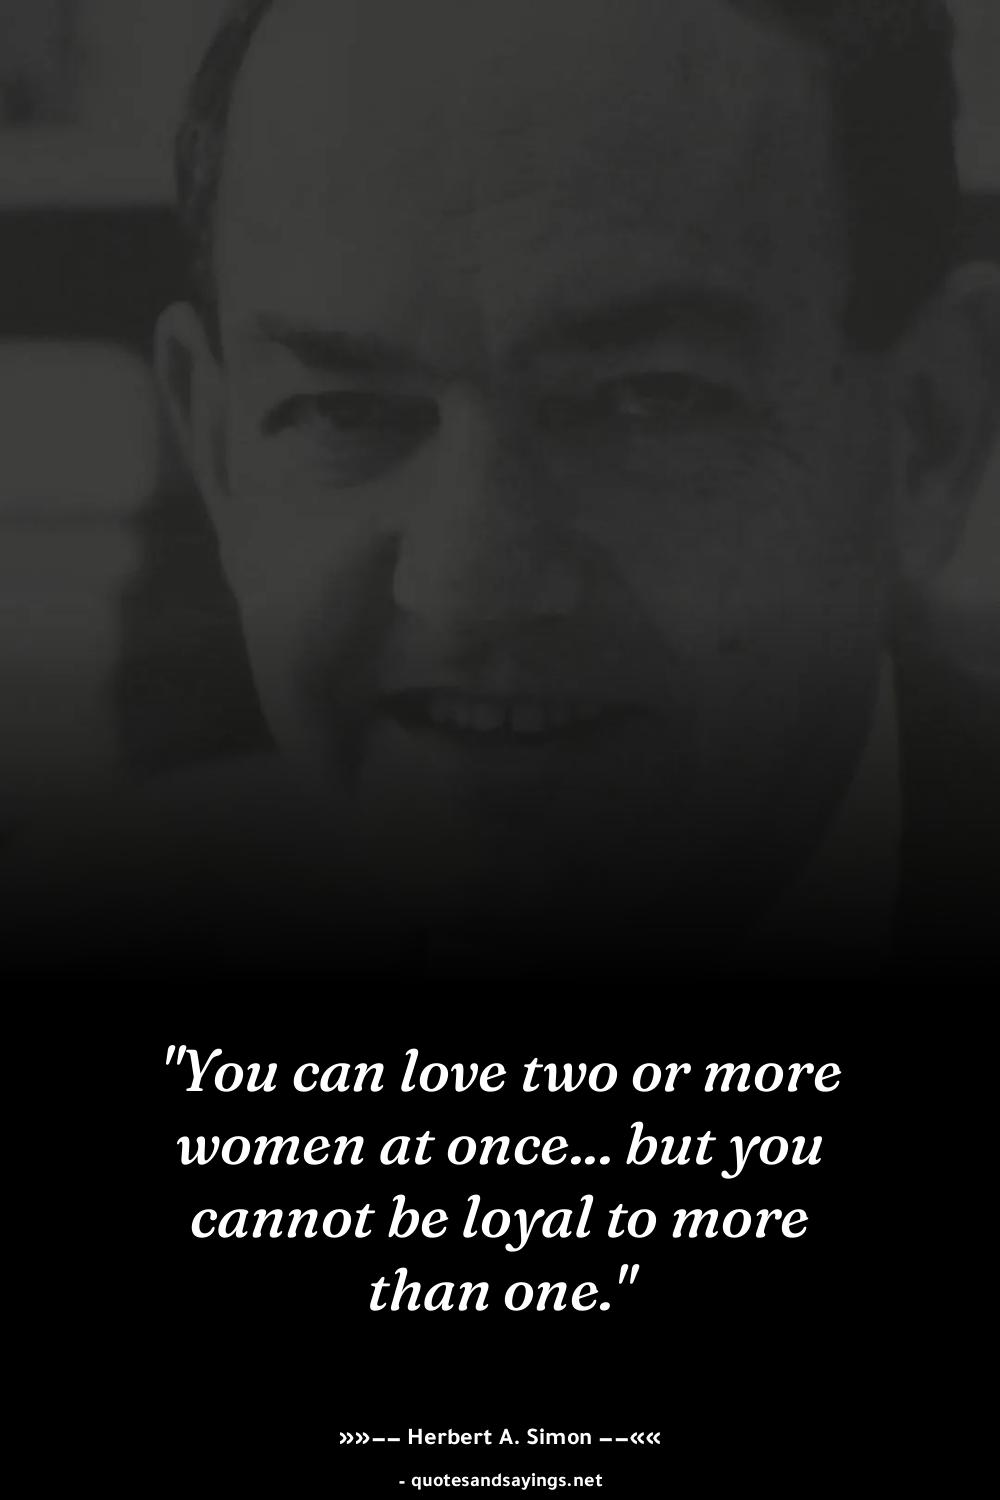 "You can love two or more
women at once... but you
cannot be loyal to more
than one."
»»−− Herbert A. Simon −−««
- quotesandsayings.net